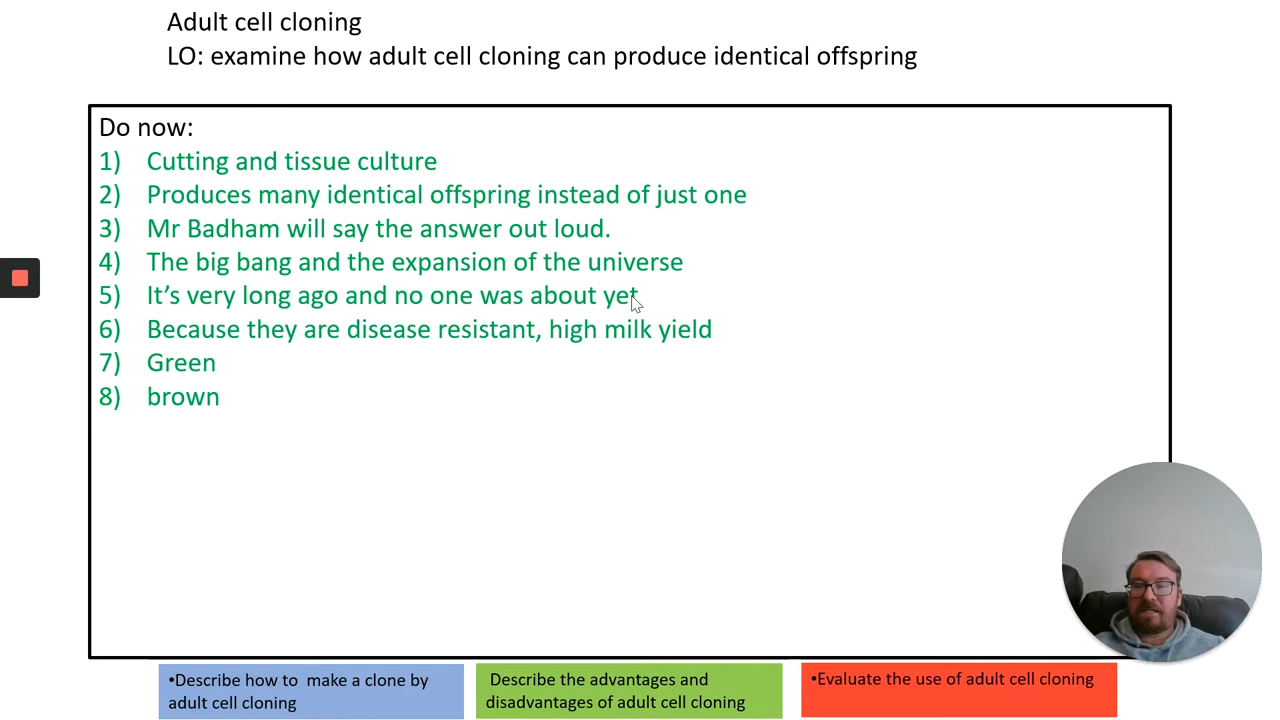 Adult cell cloning
LO: examine how adult cell cloning can produce identical offspring
Do now:
1) Cutting and tissue culture
2) Produces many identical offspring instead of just one
3) Mr Badham will say the answer out loud.
4) The big bang and the expansion of the universe
5) It’s very long ago and no one was about yet
6) Because they are disease resistant, high milk yield
7) Green
8) brown
•Describe how to make a clone by
adult cell cloning
Describe the advantages and
disadvantages of adult cell cloning
•Evaluate the use of adult cell cloning